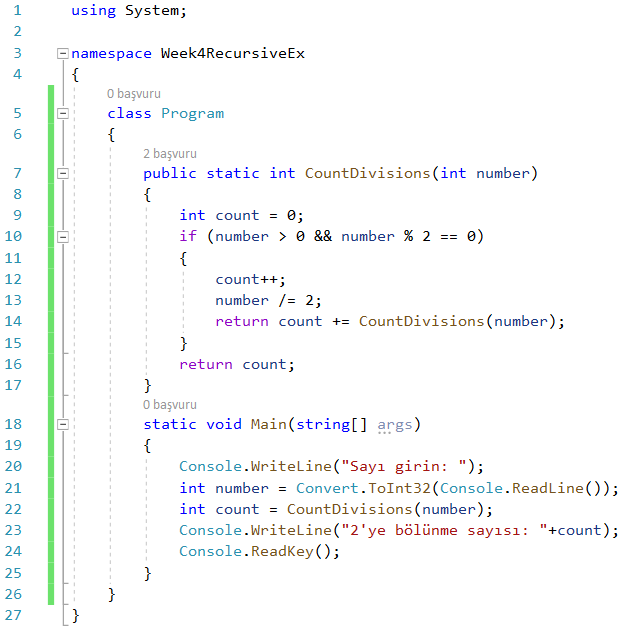 1 using System;
2
3 namespace Week4RecursiveEx
4 {
0 başvuru
5 class Program
6 {
2 başvuru
7 public static int CountDivisions(int number)
8 {
9 int count = 0;
10 if (number > 0 && number % 2 == 0)
11 {
12 count++;
13 number /= 2;
14 return count += CountDivisions(number);
15 }
16 return count;
17 }
0 başvuru
18 static void Main(string[] args)
19 {
20 Console.WriteLine("Sayı girin: ");
21 int number = Convert.ToInt32(Console.ReadLine());
22 int count = CountDivisions(number);
23 Console.WriteLine("2'ye bölünme sayısı: "+count);
24 Console.ReadKey();
25 }
26 }
27 }